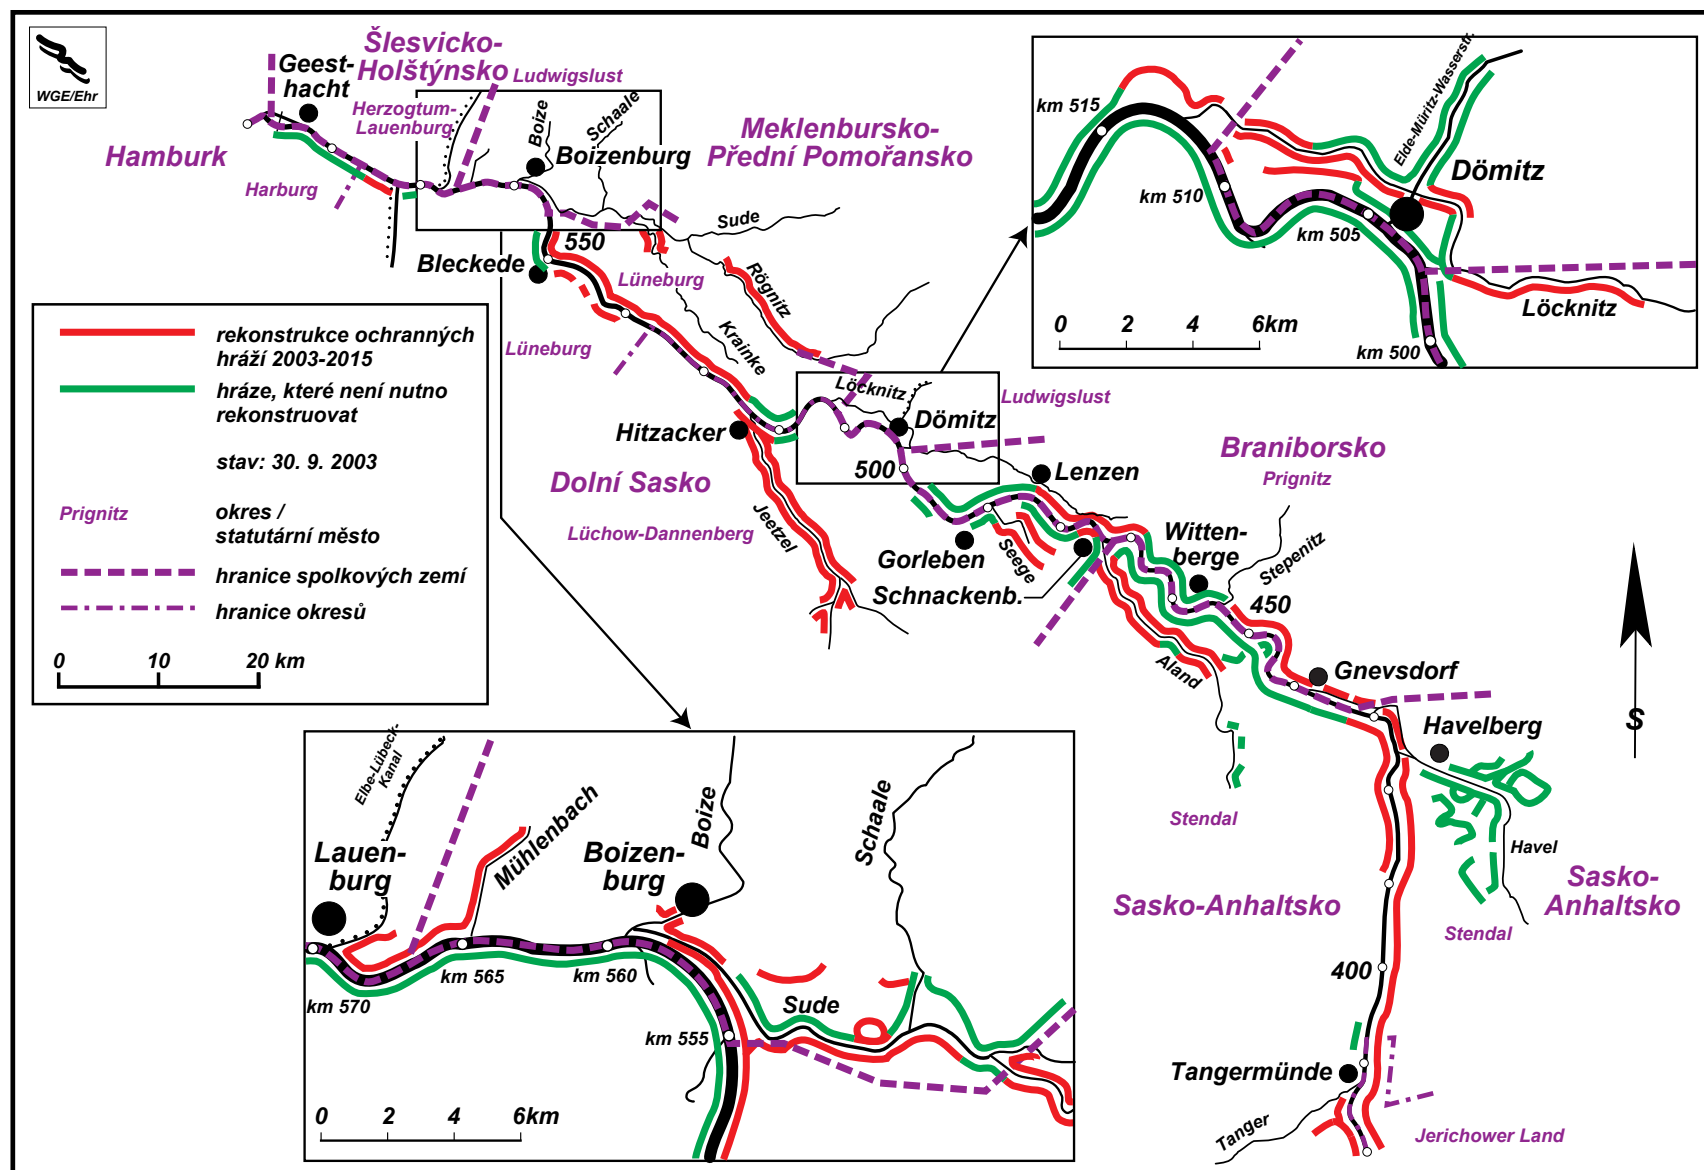 WGE/Ehr
Geest-
hacht
Šlesvicko-
Holštýnsko
Ludwigslust
Herzogtum-
Lauenburg
Hamburk
Harburg
Boize
Schaale
Boizenburg
Meklenbursko-
Přední Pomořansko
Sude
550
Bleckede
Lüneburg
Rögnitz
Krainke
Lüneburg
Hitzacker
Löcknitz
Dömitz
Ludwigslust
500
Dolní Sasko
Lüchow-Dannenberg
Jeetzel
Lenzen
Braniborsko
Prignitz
Gorleben
Seege
Schnackenb.
Witten-
berge
Stepenitz
450
Aland
Gnevsdorf
Havelberg
Stendal
Havel
Sasko-Anhaltsko
Sasko-
Anhaltsko
Stendal
400
Tangermünde
Tanger
Jerichower Land
S
km 515
km 510
km 505
km 500
Elde-Müritz-Wasserstr.
Dömitz
Löcknitz
0 2 4 6km
rekonstrukce ochranných
hráží 2003-2015
hráze, které není nutno
rekonstruovat
stav: 30. 9. 2003
Prignitz
okres /
statutární město
hranice spolkových zemí
hranice okresů
0 10 20 km
Elbe-Lübeck-
Kanal
Lauen-
burg
Mühlenbach
Boizen-
burg
Boize
Schaale
km 570
km 565
km 560
km 555
Sude
0 2 4 6km